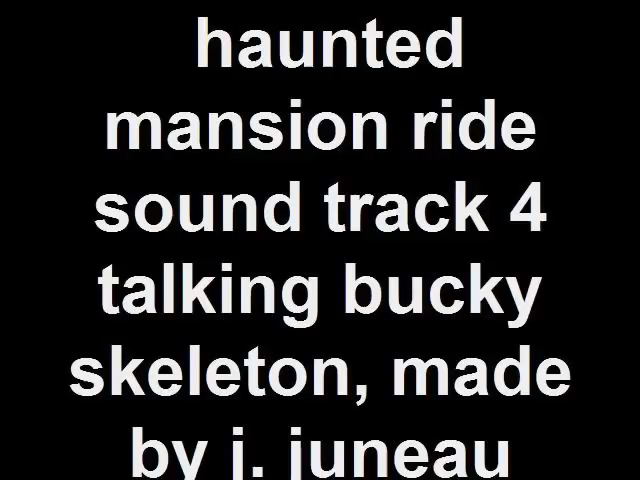 haunted
mansion ride
sound track 4
talking bucky
skeleton, made
by j. juneau